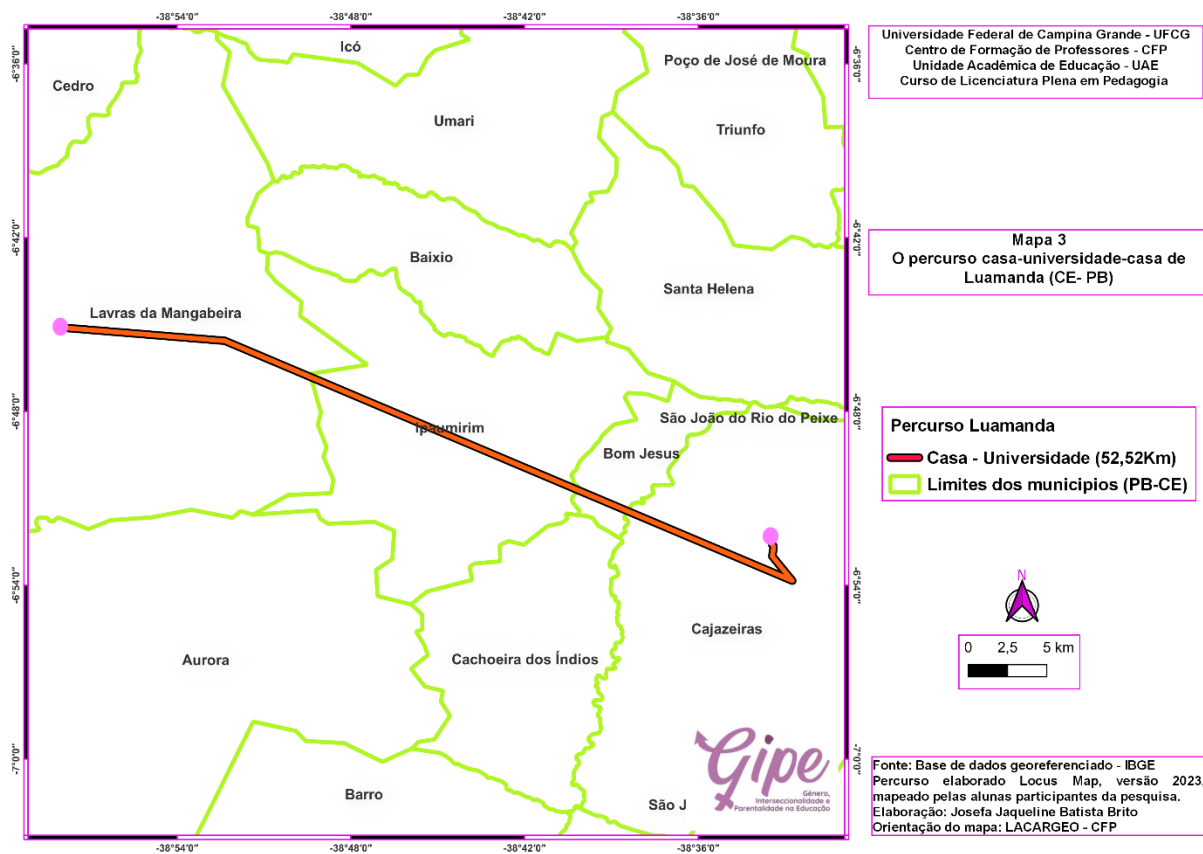 -38°54'0" -38°48'0" -38°42'0" -38°36'0"
Universidade Federal de Campina Grande - UFCG
Centro de Formação de Professores - CFP
Unidade Acadêmica de Educação - UAE
Curso de Licenciatura Plena em Pedagogia
-6°36'0" -6°36'0"
Icó
Poço de José de Moura
Cedro
Umari
Triunfo
-6°42'0" -6°42'0"
Mapa 3
O percurso casa-universidade-casa de
Luamanda (CE- PB)
Baixio
Santa Helena
Lavras da Mangabeira
-6°48'0" -6°48'0"
São João do Rio do Peixe
Ipaumirim
Bom Jesus
Percurso Luamanda
Casa - Universidade (52,52Km)
Limites dos municipios (PB-CE)
-6°54'0" -6°54'0"
N
Cajazeiras
Aurora
Cachoeira dos Índios
0 2,5 5 km
-7°0'0" -7°0'0"
Gipe
Gênero,
Interseccionalidade e
Parentalidade na Educação
Barro
São J
Fonte: Base de dados georeferenciado - IBGE
Percurso elaborado Locus Map, versão 2023,
mapeado pelas alunas participantes da pesquisa.
Elaboração: Josefa Jaqueline Batista Brito
Orientação do mapa: LACARGEO - CFP
-38°54'0" -38°48'0" -38°42'0" -38°36'0"